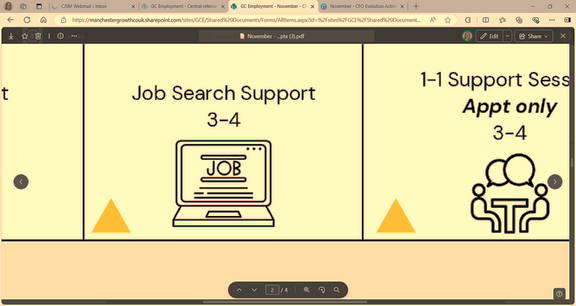 CJSM Webmail : Inbox
GC Employment - Central referral
GC Employment - November - C
November - CPO Evolution Activ
https://manchestergrowthcouk.sharepoint.com/sites/GCE/Shared%20Documents/Forms/AllItems.aspx?id=%2Fsites%2FGCE%2FShared%20Document...
November - ...ptx (3).pdf
Edit
Share
t
Job Search Support
3-4
JOB
1-1 Support Sess
Appt only
3-4
2 / 4